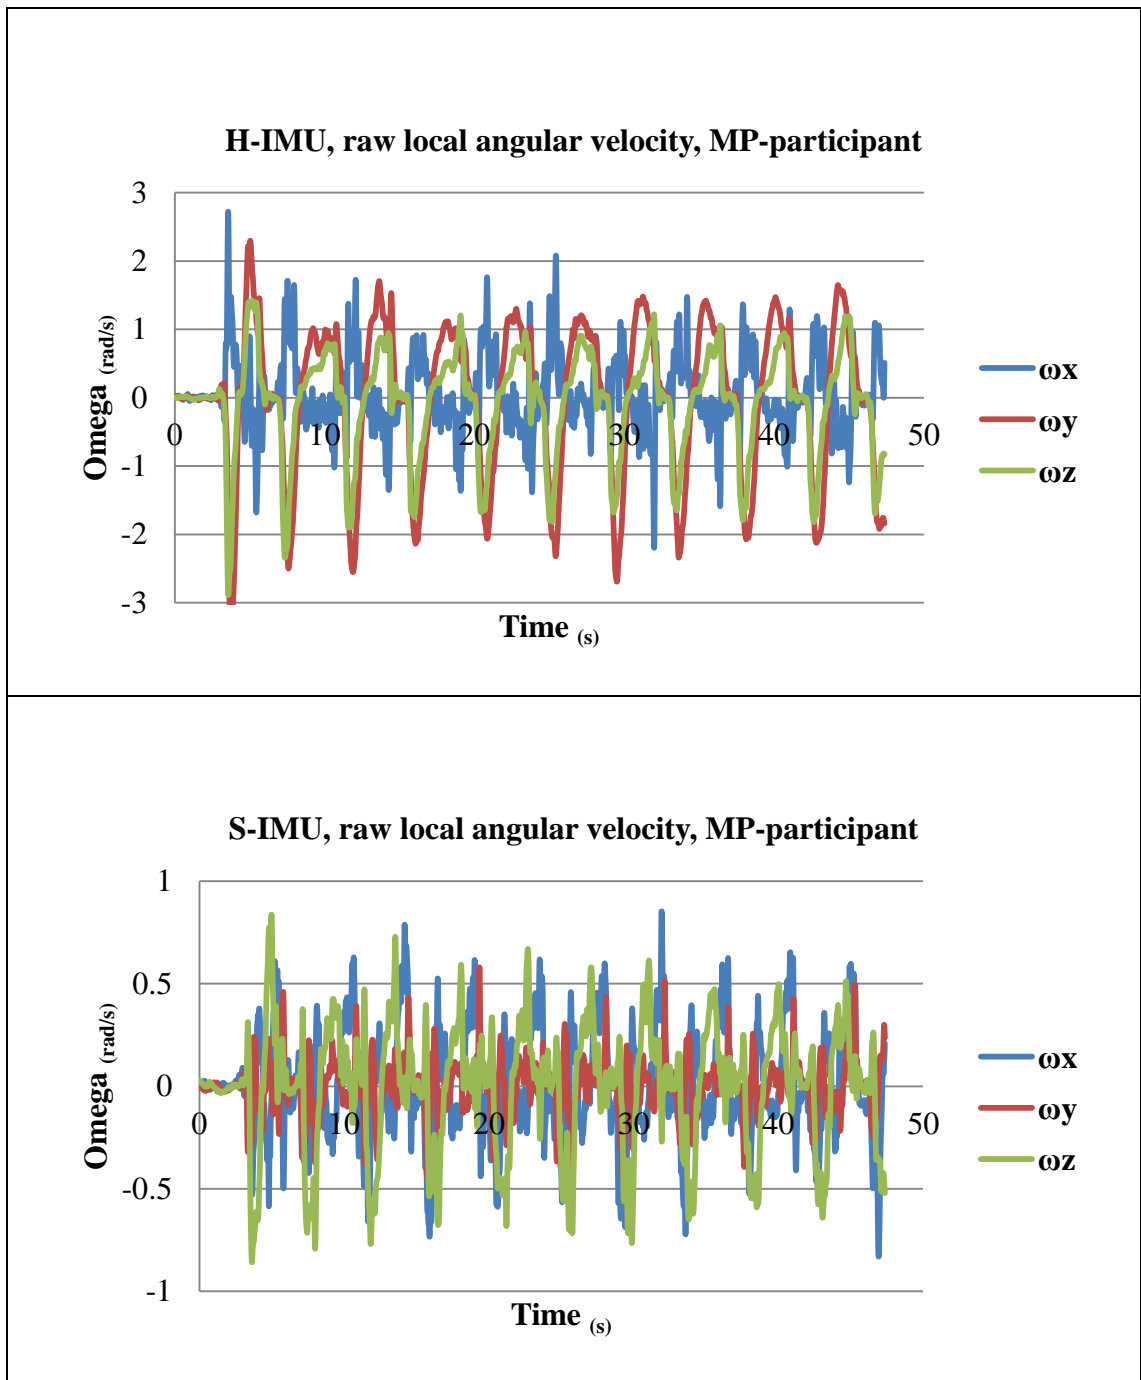 H-IMU, raw local angular velocity, MP-participant
3
2
1
0
-1
-2
-3
0 10 20 30 40 50
Omega (rad/s)
Time (s)
ωx
ωy
ωz
S-IMU, raw local angular velocity, MP-participant
1
0.5
0
-0.5
-1
0 10 20 30 40 50
Omega (rad/s)
Time (s)
ωx
ωy
ωz